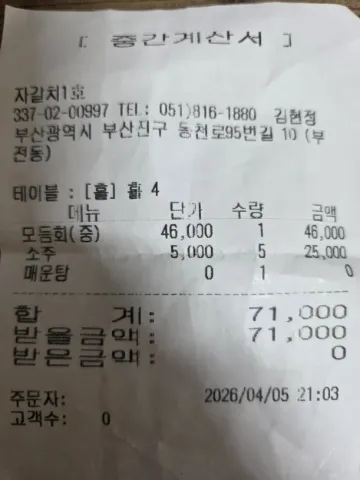 [ 중간계산서 ]
자갈치1호
337-02-00997 TEL: 051)816-1880 김현정
부산광역시 부산진구 동천로95번길 10 (부
전동)
테이블 : [홀] 홀 4
메뉴 단가 수량 금액
모듬회(중) 46,000 1 46,000
소주 5,000 5 25,000
매운탕 0 1 0
합 계: 71,000
받을금액: 71,000
받은금액: 0
주문자: 2026/04/05 21:03
고객수: 0